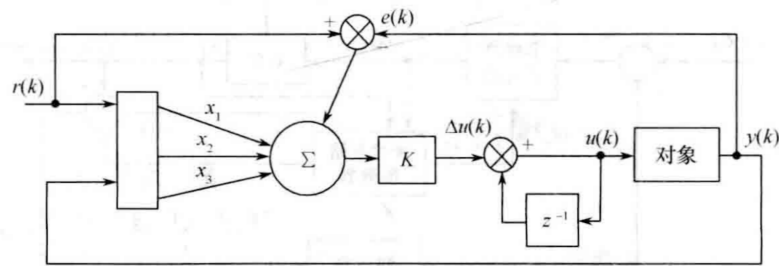 + e(k)
−
r(k)
x₁
x₂
x₃
Σ
K
Δu(k)
+
u(k)
对象
y(k)
z⁻¹